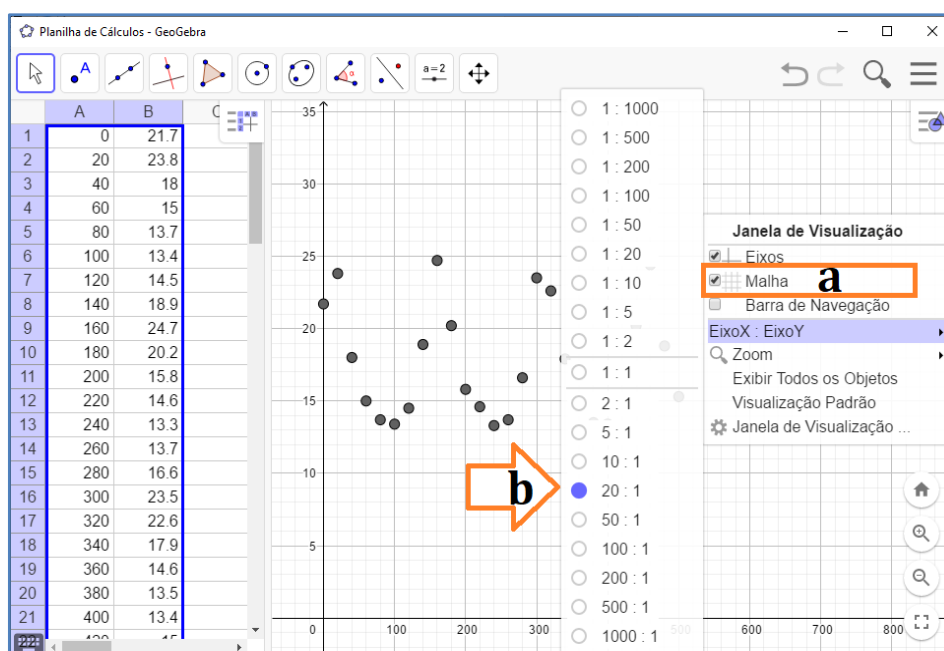 Planilha de Cálculos - GeoGebra
A
a=2
α
A B C
1 0 21.7
2 20 23.8
3 40 18
4 60 15
5 80 13.7
6 100 13.4
7 120 14.5
8 140 18.9
9 160 24.7
10 180 20.2
11 200 15.8
12 220 14.6
13 240 13.3
14 260 13.7
15 280 16.6
16 300 23.5
17 320 22.6
18 340 17.9
19 360 14.6
20 380 13.5
21 400 13.4
22 420 15
35
30
25
20
15
10
5
0 100 200 300 500 600 700 800
1 : 1000
1 : 500
1 : 200
1 : 100
1 : 50
1 : 20
1 : 10
1 : 5
1 : 2
1 : 1
2 : 1
5 : 1
10 : 1
20 : 1
50 : 1
100 : 1
200 : 1
500 : 1
1000 : 1
b
Janela de Visualização
Eixos
Malha a
Barra de Navegação
EixoX : EixoY
Zoom
Exibir Todos os Objetos
Visualização Padrão
Janela de Visualização ...